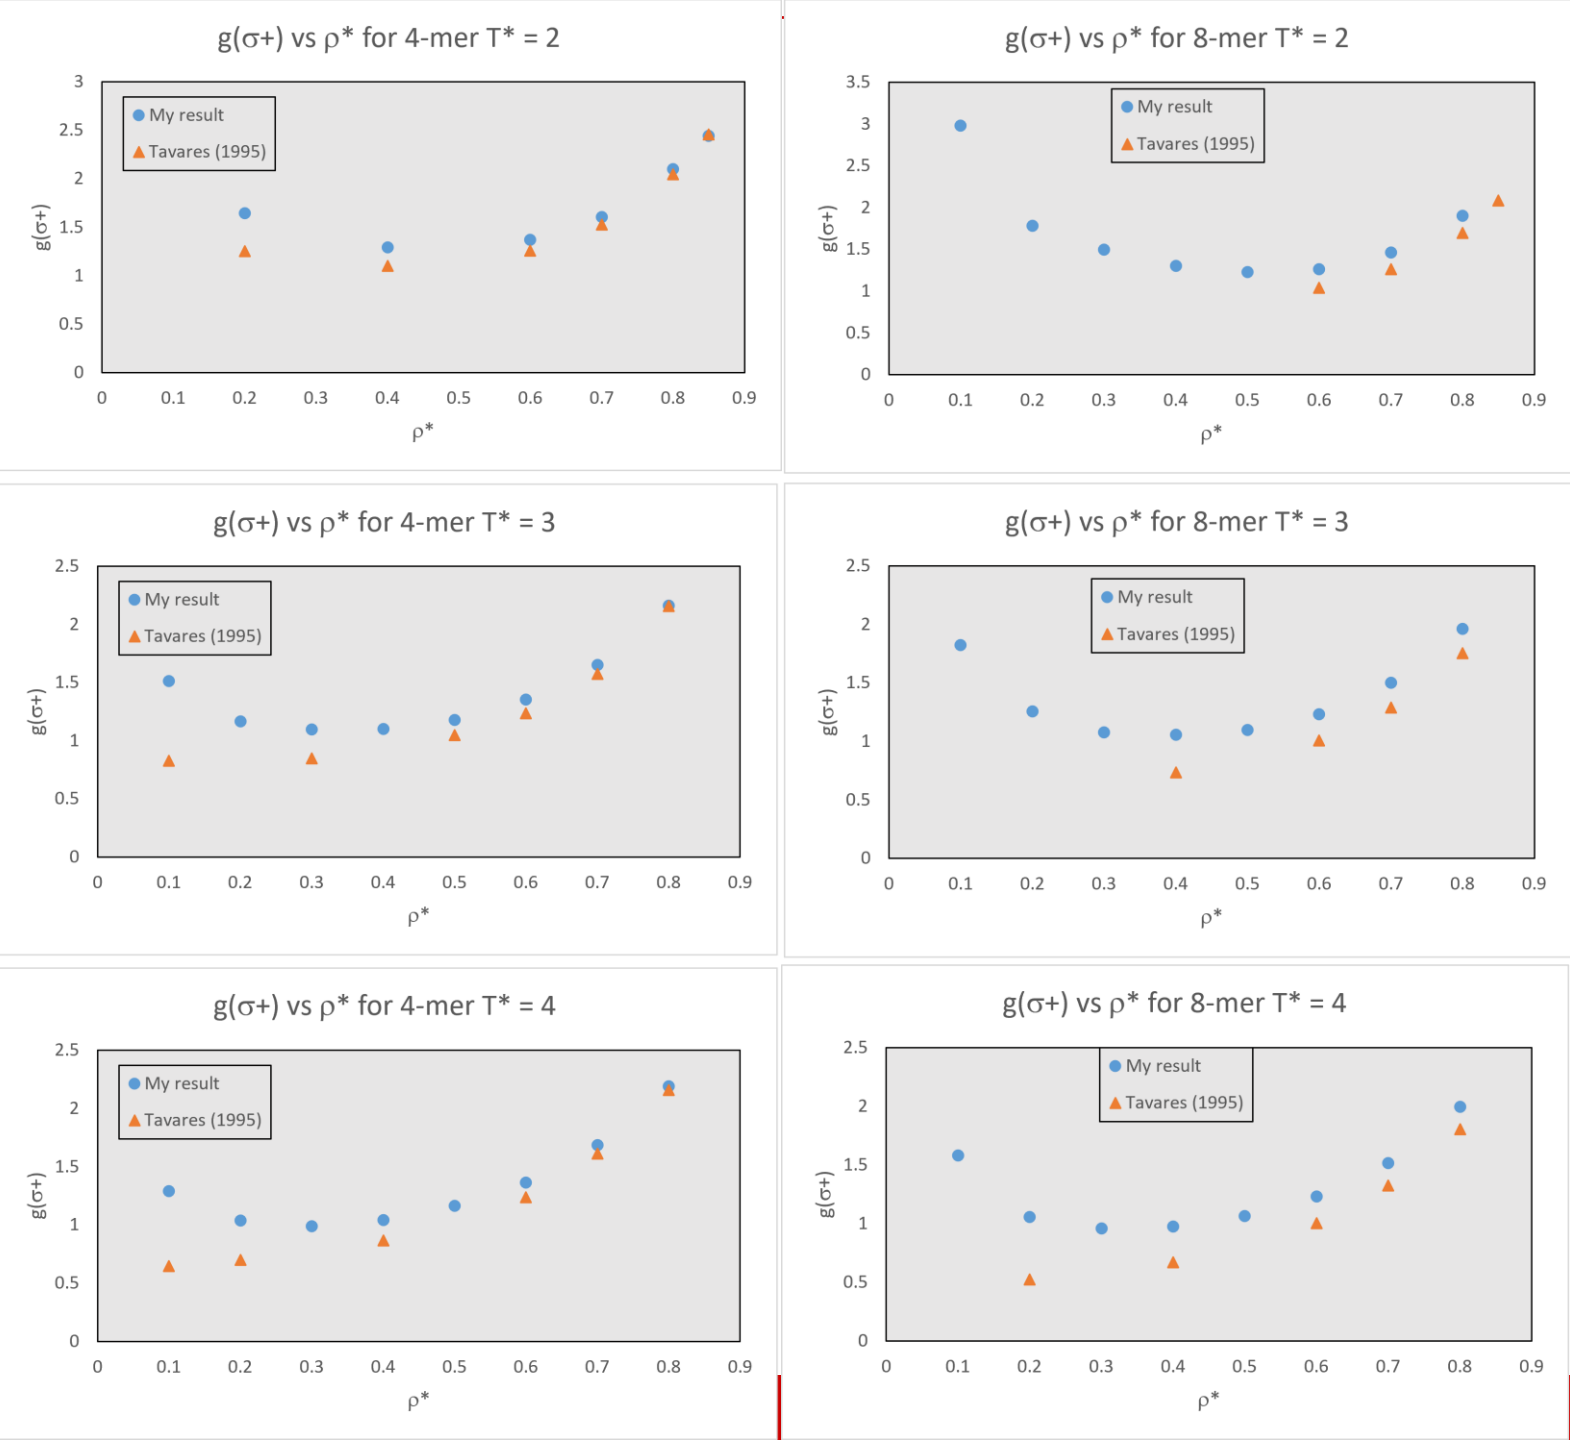 g(σ+) vs ρ* for 4-mer T* = 2
My result
Tavares (1995)
3
2.5
2
1.5
1
0.5
0
g(σ+)
0 0.1 0.2 0.3 0.4 0.5 0.6 0.7 0.8 0.9
ρ*
g(σ+) vs ρ* for 8-mer T* = 2
My result
Tavares (1995)
3.5
3
2.5
2
1.5
1
0.5
0
g(σ+)
0 0.1 0.2 0.3 0.4 0.5 0.6 0.7 0.8 0.9
ρ*
g(σ+) vs ρ* for 4-mer T* = 3
My result
Tavares (1995)
2.5
2
1.5
1
0.5
0
g(σ+)
0 0.1 0.2 0.3 0.4 0.5 0.6 0.7 0.8 0.9
ρ*
g(σ+) vs ρ* for 8-mer T* = 3
My result
Tavares (1995)
2.5
2
1.5
1
0.5
0
g(σ+)
0 0.1 0.2 0.3 0.4 0.5 0.6 0.7 0.8 0.9
ρ*
g(σ+) vs ρ* for 4-mer T* = 4
My result
Tavares (1995)
2.5
2
1.5
1
0.5
0
g(σ+)
0 0.1 0.2 0.3 0.4 0.5 0.6 0.7 0.8 0.9
ρ*
g(σ+) vs ρ* for 8-mer T* = 4
My result
Tavares (1995)
2.5
2
1.5
1
0.5
0
g(σ+)
0 0.1 0.2 0.3 0.4 0.5 0.6 0.7 0.8 0.9
ρ*